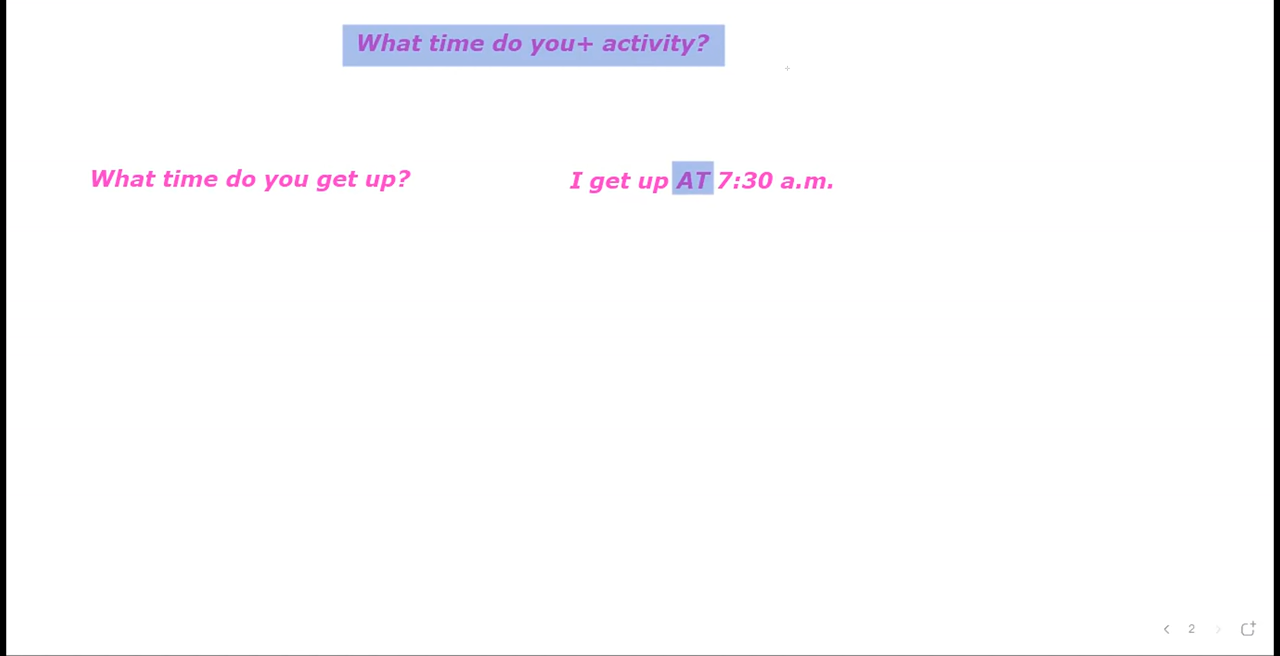 What time do you+ activity?
What time do you get up?
I get up AT 7:30 a.m.
2